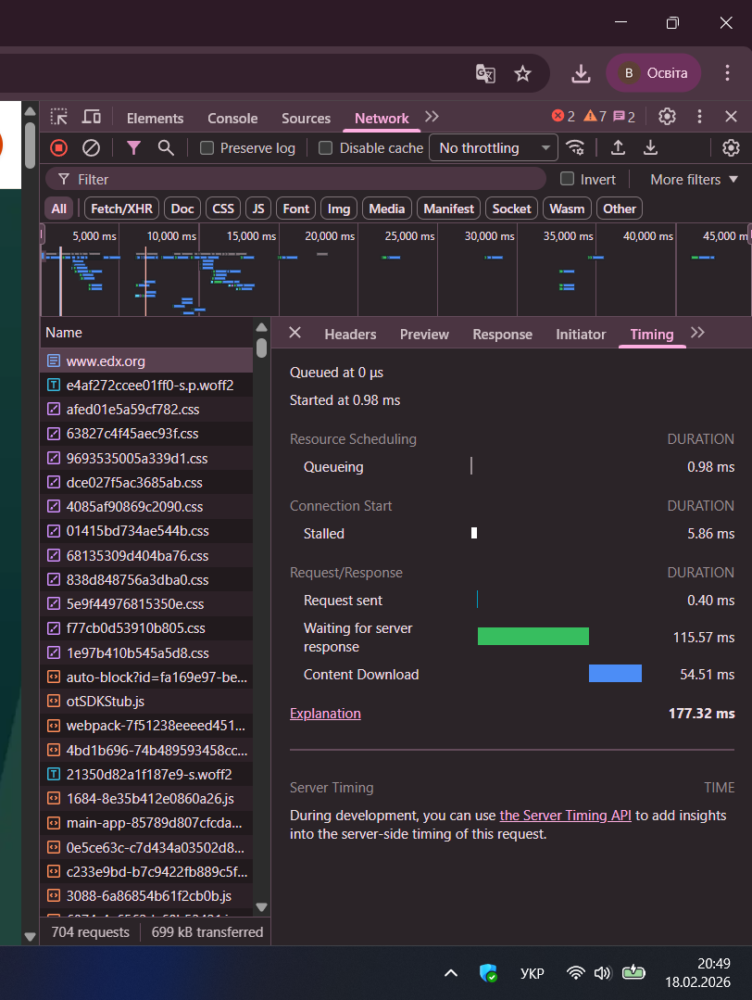 B Освіта
Elements Console Sources Network 2 7 2
Preserve log Disable cache No throttling
Filter Invert More filters
All Fetch/XHR Doc CSS JS Font Img Media Manifest Socket Wasm Other
5,000 ms 10,000 ms 15,000 ms 20,000 ms 25,000 ms 30,000 ms 35,000 ms 40,000 ms 45,000 m
Name
www.edx.org
e4af272ccee01ff0-s.p.woff2
afed01e5a59cf782.css
63827c4f45aec93f.css
9693535005a339d1.css
dce027f5ac3685ab.css
4085af90869c2090.css
01415bd734ae544b.css
68135309d404ba76.css
838d848756a3dba0.css
5e9f44976815350e.css
f77cb0d53910b805.css
1e97b410b545a5d8.css
auto-block?id=fa169e97-be...
otSDKStub.js
webpack-7f51238eeeed451...
4bd1b696-74b489593458cc...
21350d82a1f187e9-s.woff2
1684-8e35b412e0860a26.js
main-app-85789d807cfcda...
0e5ce63c-c7d434a03502d8...
c233e9bd-b7c9422fb889c5f...
3088-6a86854b61f2cb0b.js
704 requests 699 kB transferred
Headers Preview Response Initiator Timing
Queued at 0 μs
Started at 0.98 ms
Resource Scheduling DURATION
Queueing 0.98 ms
Connection Start DURATION
Stalled 5.86 ms
Request/Response DURATION
Request sent 0.40 ms
Waiting for server
response 115.57 ms
Content Download 54.51 ms
Explanation 177.32 ms
Server Timing TIME
During development, you can use the Server Timing API to add insights
into the server-side timing of this request.
УКР
20:49
18.02.2026